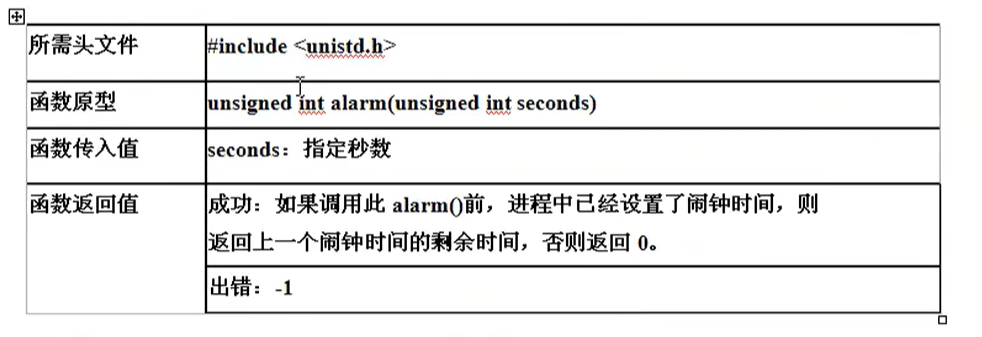 所需头文件
#include <unistd.h>
函数原型
unsigned int alarm(unsigned int seconds)
函数传入值
seconds：指定秒数
函数返回值
成功：如果调用此 alarm()前，进程中已经设置了闹钟时间，则
返回上一个闹钟时间的剩余时间，否则返回 0。
出错：-1